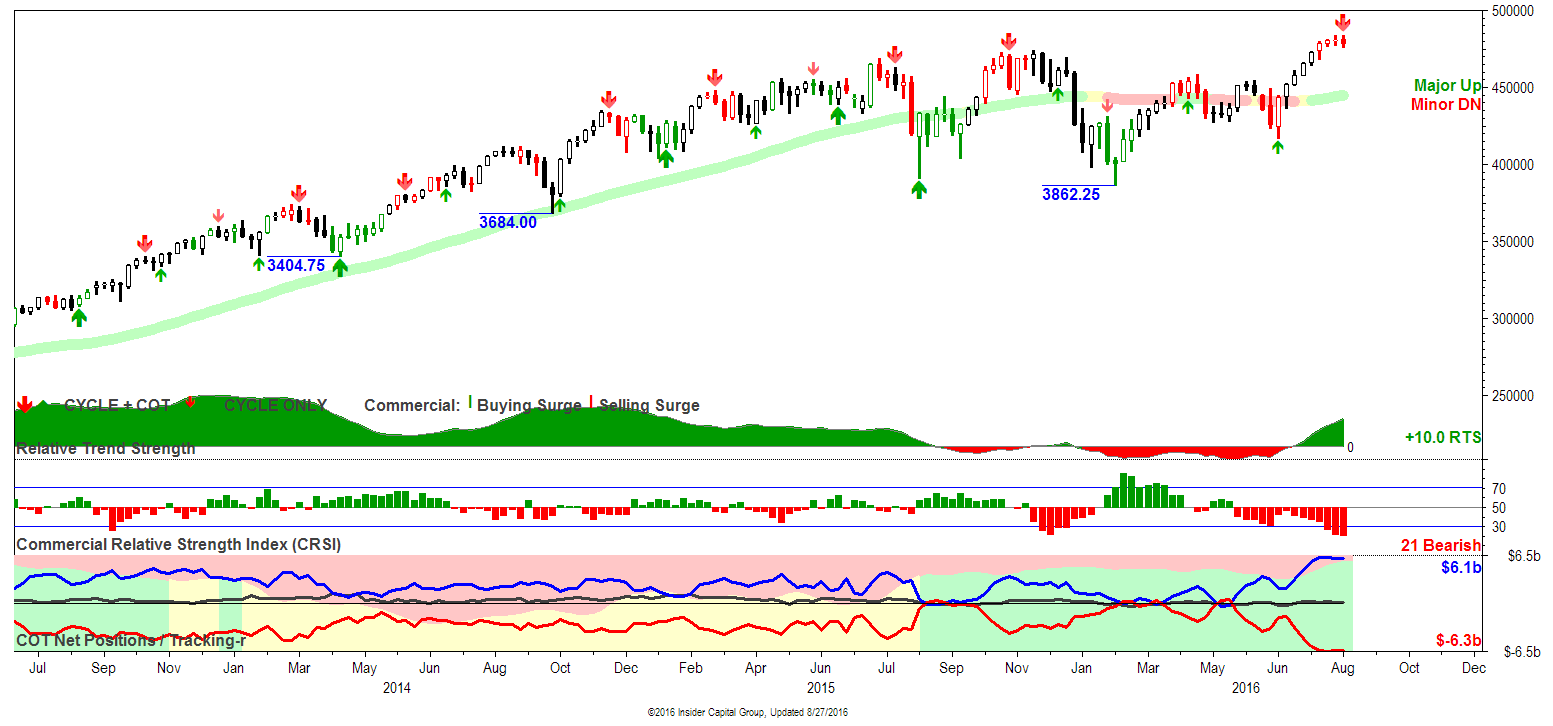 500000
Major Up
450000
Minor DN
400000
3862.25
3684.00
350000
3404.75
300000
250000
CYCLE + COT CYCLE ONLY Commercial: Buying Surge Selling Surge
+10.0 RTS
0
Relative Trend Strength
70
50
30
Commercial Relative Strength Index (CRSI)
21 Bearish
$6.5b
$6.1b
COT Net Positions / Tracking-r
$-6.3b
$-6.5b
Jul Sep Nov Jan Mar May Jun Aug Oct Dec Feb Apr Jun Jul Sep Nov Jan Mar May Jun Aug Oct Dec
2014 2015 2016
©2016 Insider Capital Group, Updated 8/27/2016